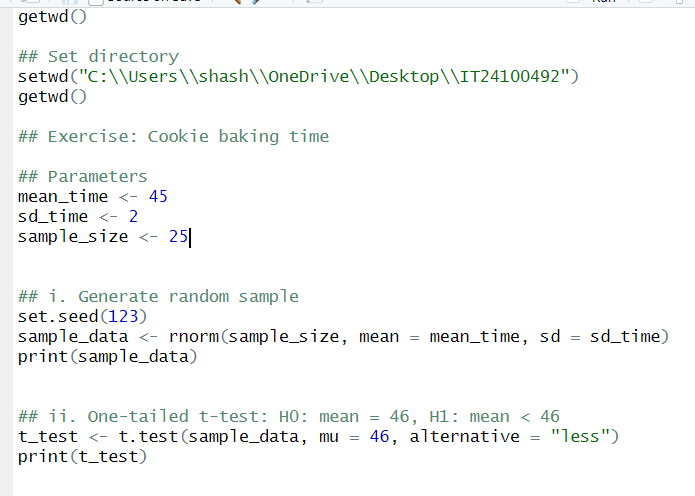 getwd()
## Set directory
setwd("C:\\Users\\shash\\OneDrive\\Desktop\\IT24100492")
getwd()
## Exercise: Cookie baking time
## Parameters
mean_time <- 45
sd_time <- 2
sample_size <- 25
## i. Generate random sample
set.seed(123)
sample_data <- rnorm(sample_size, mean = mean_time, sd = sd_time)
print(sample_data)
## ii. One-tailed t-test: H0: mean = 46, H1: mean < 46
t_test <- t.test(sample_data, mu = 46, alternative = "less")
print(t_test)